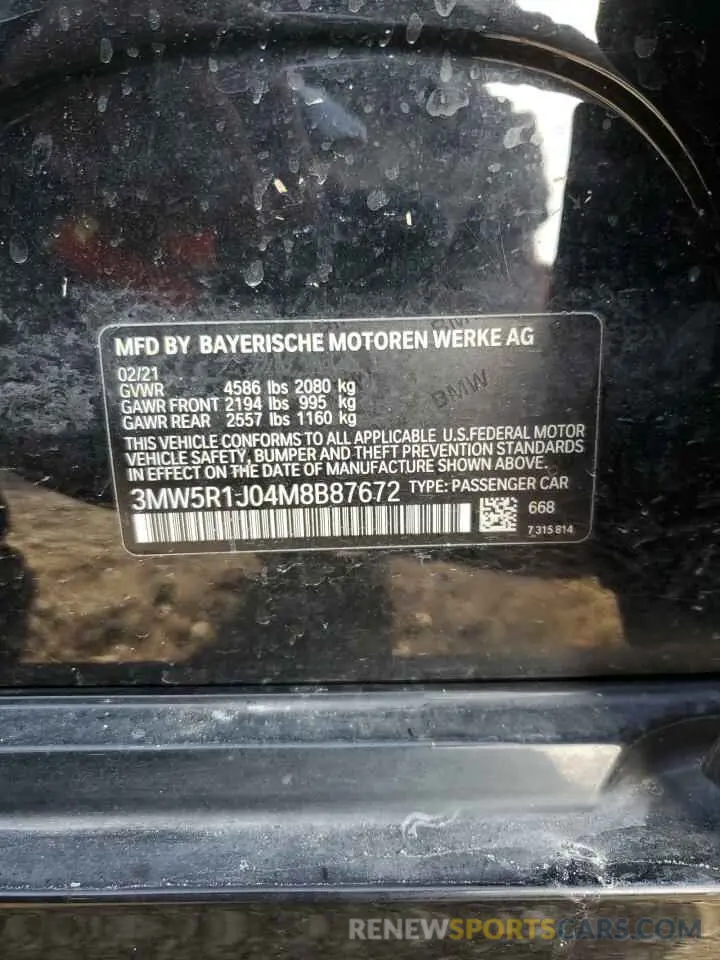 MFD BY BAYERISCHE MOTOREN WERKE AG
02/21
GVWR 4586 lbs 2080 kg
GAWR FRONT 2194 lbs 995 kg
GAWR REAR 2557 lbs 1160 kg
BMW
THIS VEHICLE CONFORMS TO ALL APPLICABLE U.S.FEDERAL MOTOR
VEHICLE SAFETY, BUMPER AND THEFT PREVENTION STANDARDS
IN EFFECT ON THE DATE OF MANUFACTURE SHOWN ABOVE.
3MW5R1J04M8B87672 TYPE: PASSENGER CAR
668
7 315 814
RENEWSPORTSCARS.COM